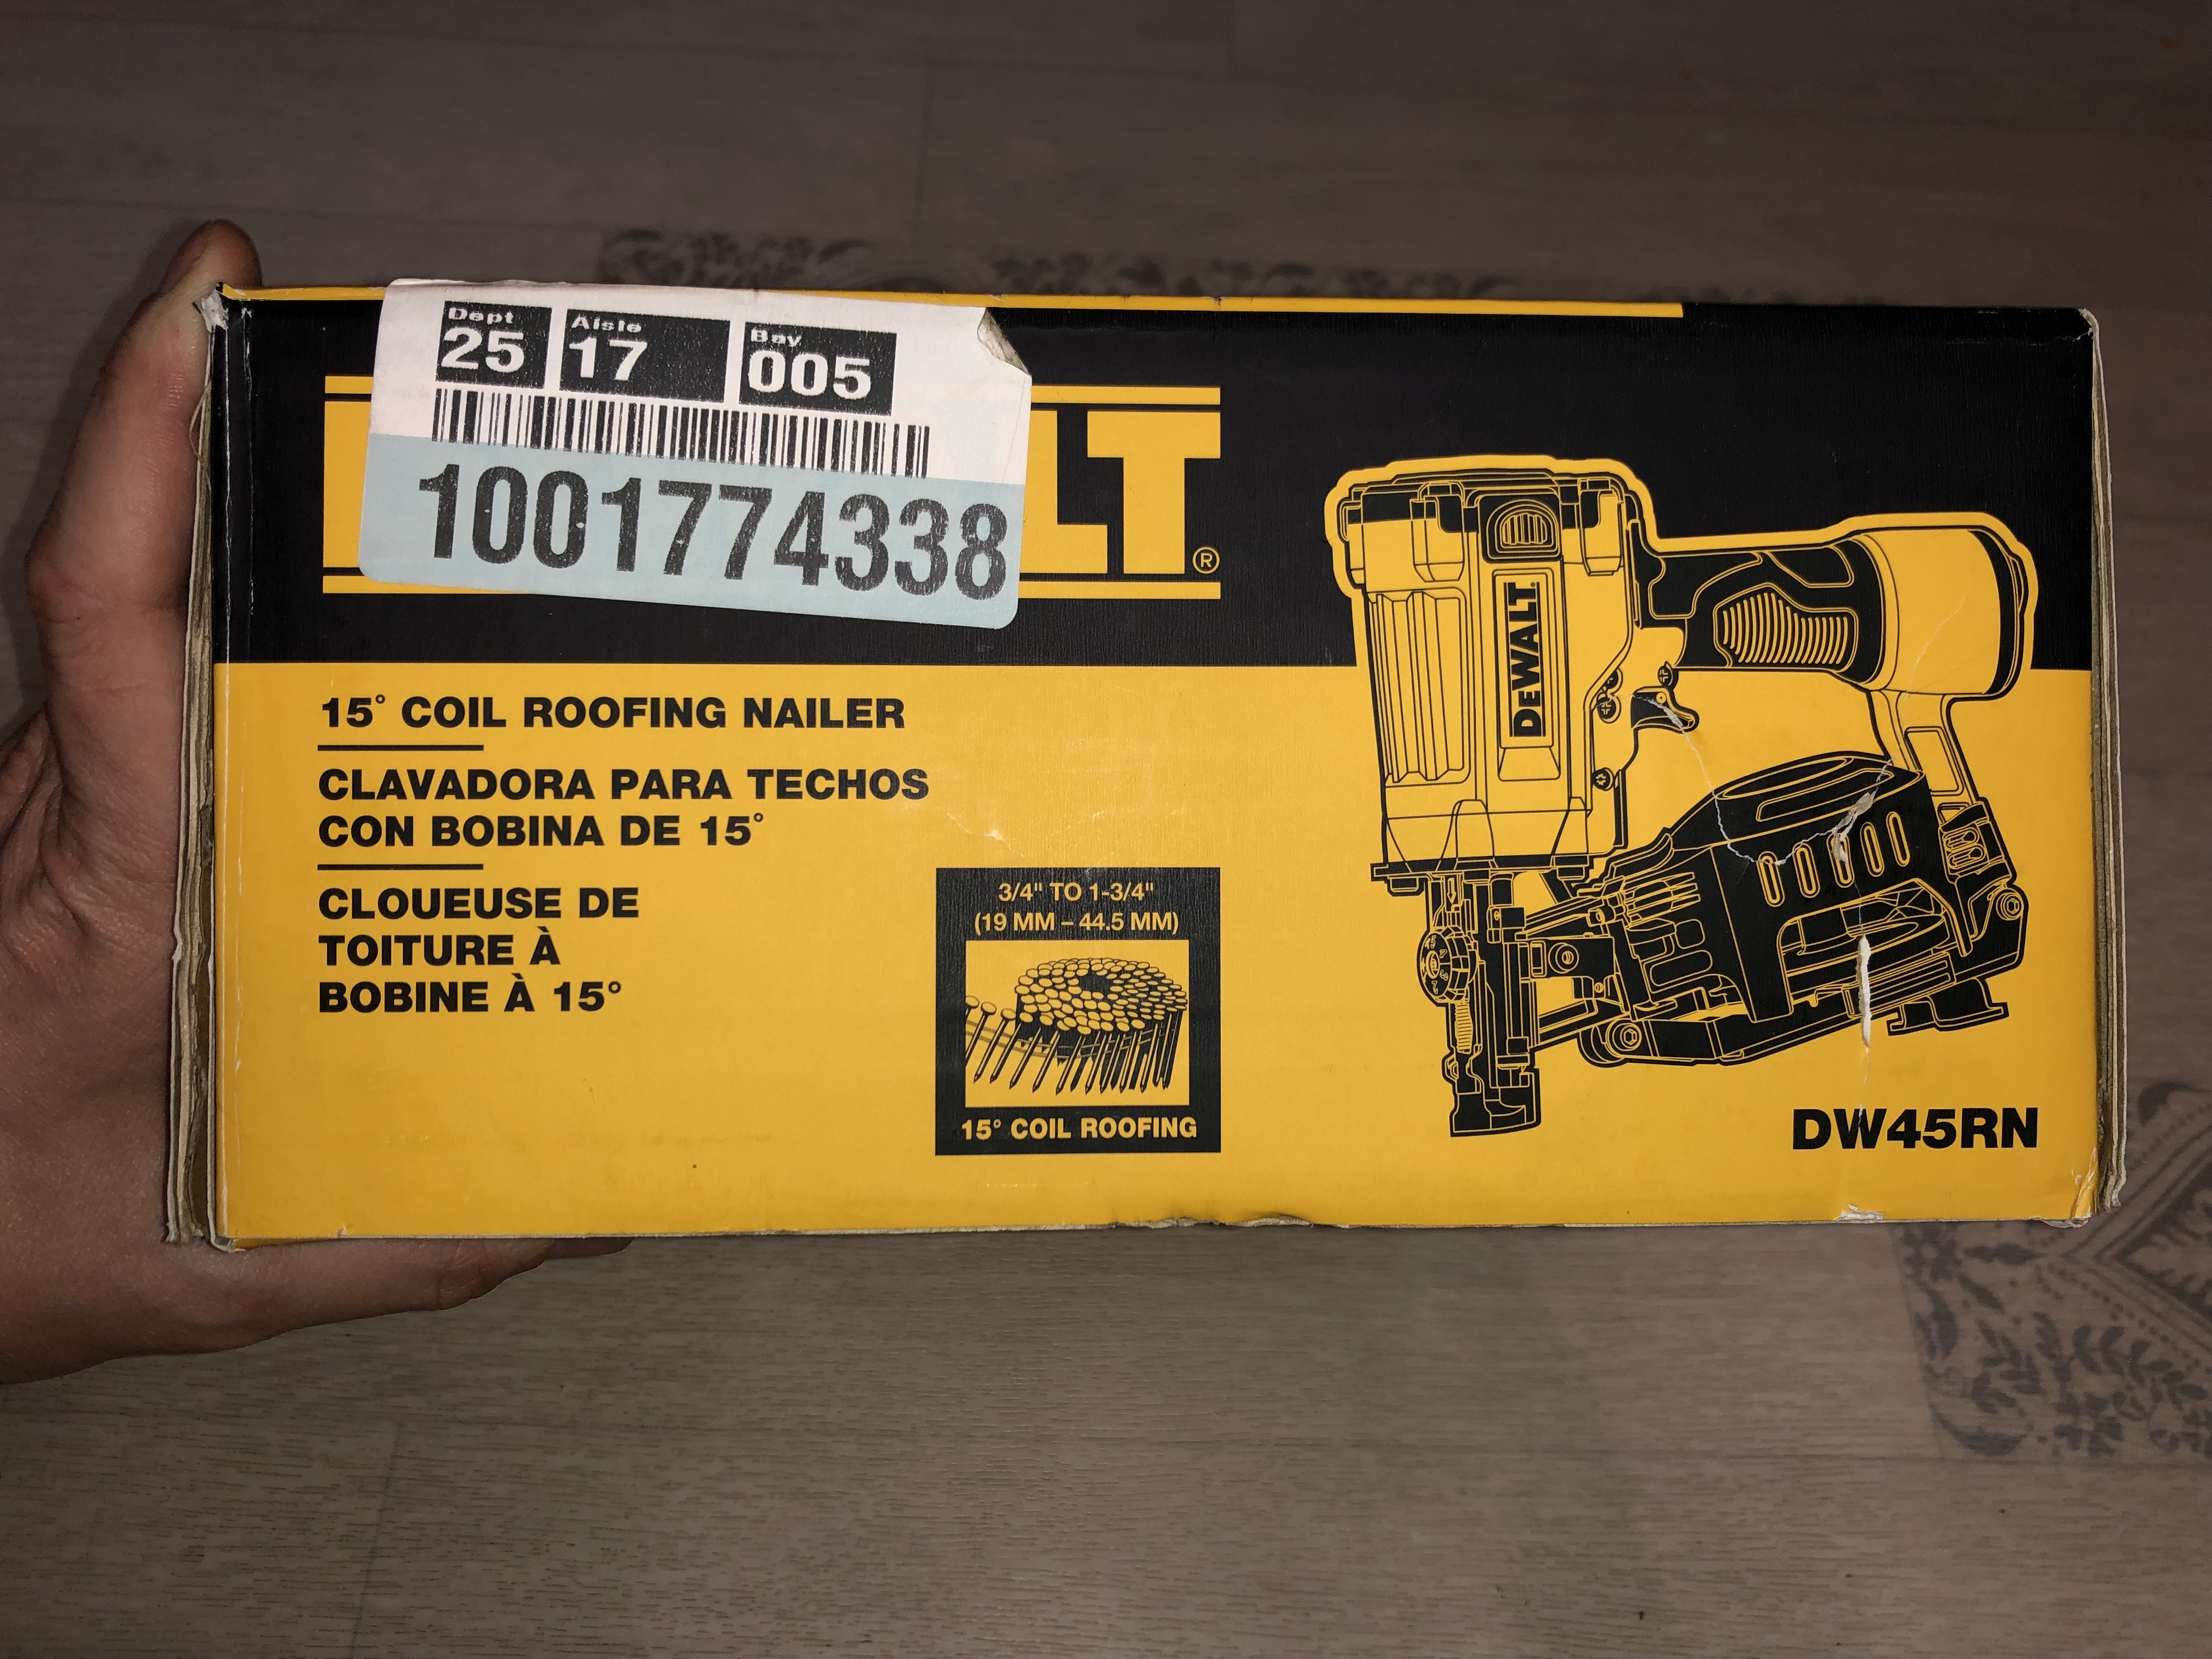 Dept Aisle Bay
25 17 005
1001774338
LT®
15° COIL ROOFING NAILER
CLAVADORA PARA TECHOS
CON BOBINA DE 15°
CLOUEUSE DE
TOITURE À
BOBINE À 15°
3/4" TO 1-3/4"
(19 MM – 44.5 MM)
15° COIL ROOFING
DEWALT
DW45RN